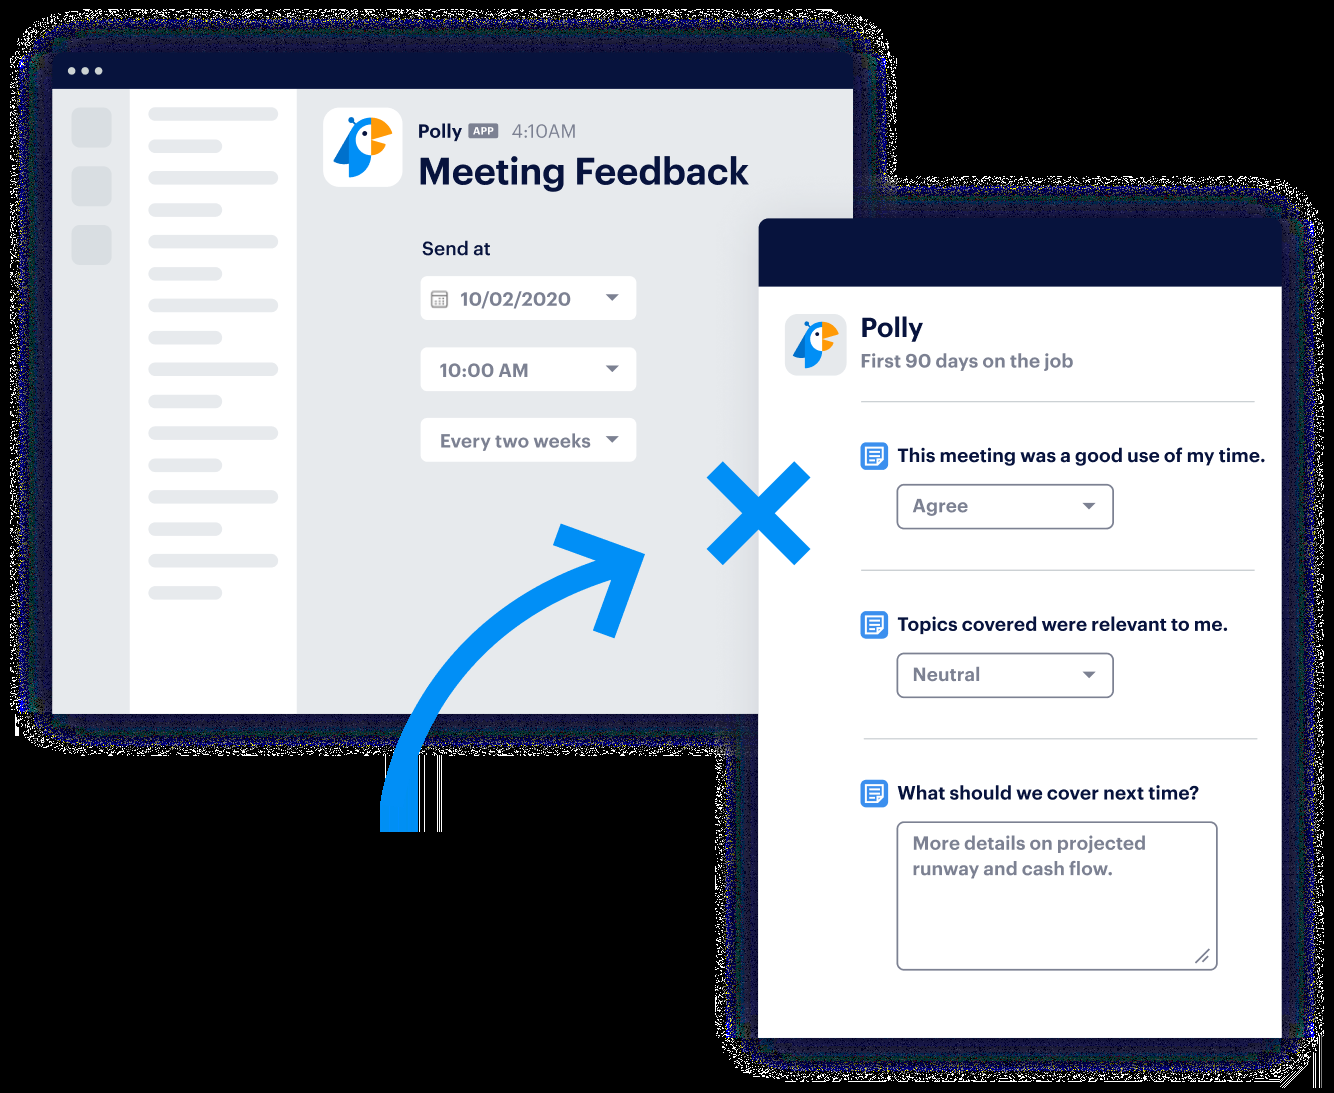 Polly APP 4:10AM
Meeting Feedback
Send at
10/02/2020
10:00 AM
Every two weeks
Polly
First 90 days on the job
This meeting was a good use of my time.
Agree
Topics covered were relevant to me.
Neutral
What should we cover next time?
More details on projected
runway and cash flow.